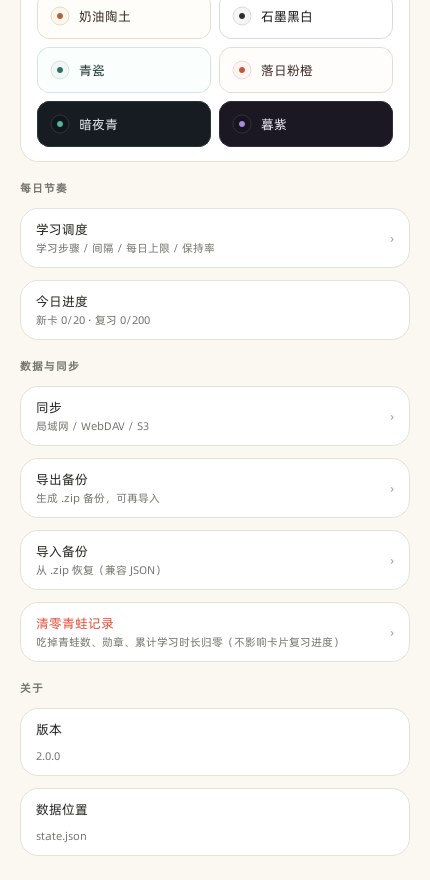 奶油陶土
石墨黑白
青瓷
落日粉橙
暗夜青
暮紫
每日节奏
学习调度
学习步骤 / 间隔 / 每日上限 / 保持率
›
今日进度
新卡 0/20 · 复习 0/200
数据与同步
同步
局域网 / WebDAV / S3
›
导出备份
生成 .zip 备份，可再导入
›
导入备份
从 .zip 恢复（兼容 JSON）
›
清零青蛙记录
吃掉青蛙数、勋章、累计学习时长归零（不影响卡片复习进度）
›
关于
版本
2.0.0
数据位置
state.json